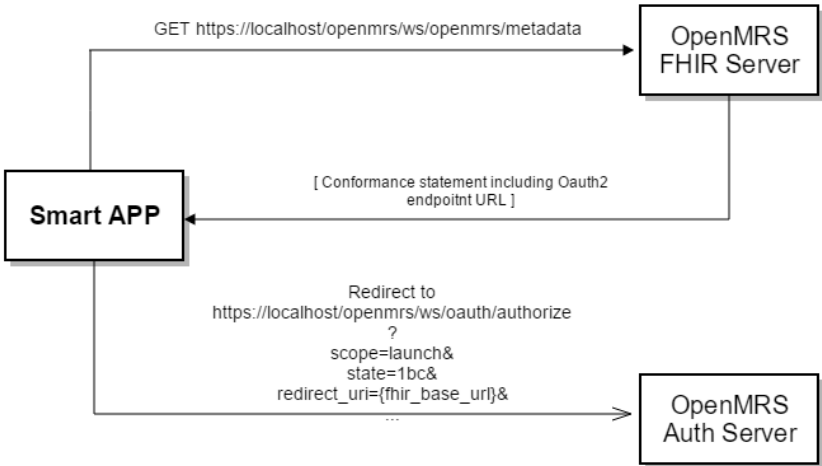 GET https://localhost/openmrs/ws/openmrs/metadata
OpenMRS
FHIR Server
[ Conformance statement including Oauth2
endpoitnt URL ]
Smart APP
Redirect to
https://localhost/openmrs/ws/oauth/authorize
?
scope=launch&
state=1bc&
redirect_uri={fhir_base_url}&
...
OpenMRS
Auth Server